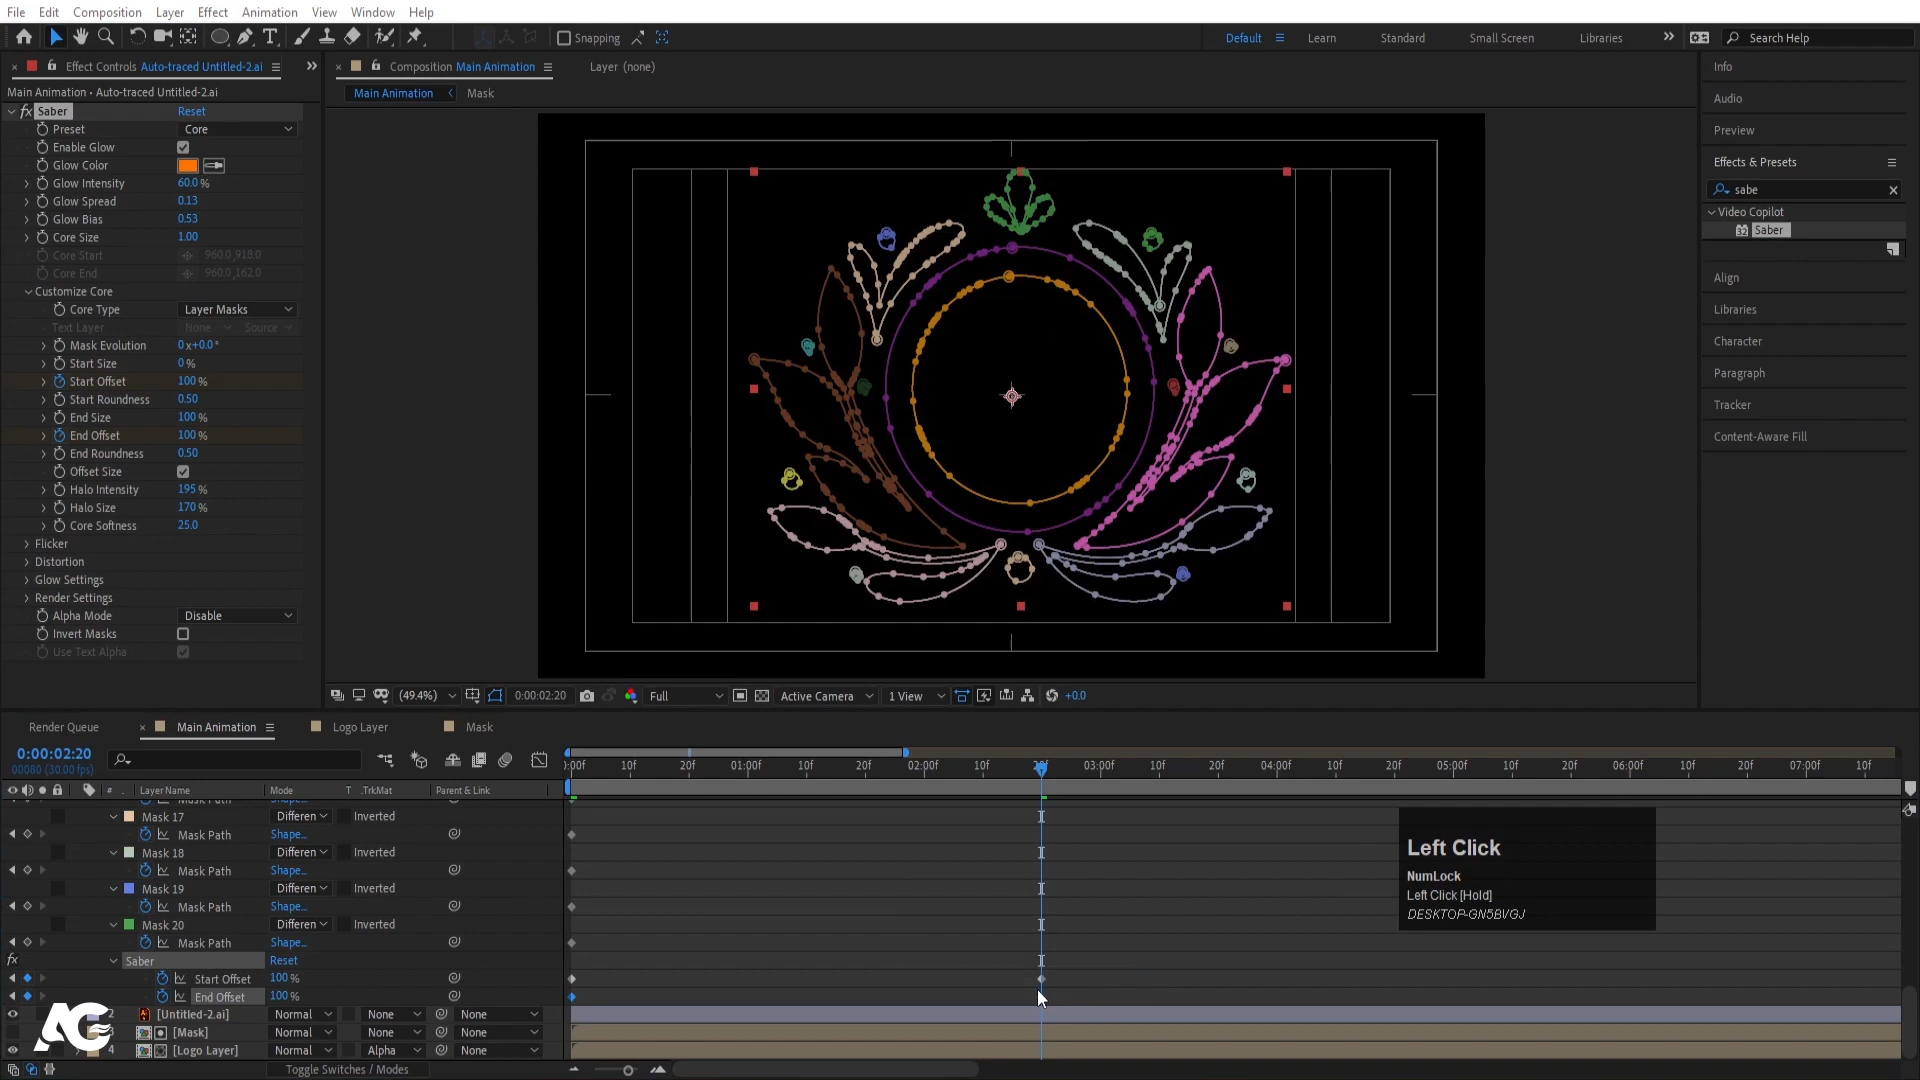 File Edit Composition Layer Effect Animation View Window Help
Snapping Default Learn Standard Small Screen Libraries Search Help
Effect Controls Auto-traced Untitled-2.ai
Composition Main Animation Layer (none)
Main Animation • Auto-traced Untitled-2.ai
Main Animation Mask
fx Saber Reset
Preset Core
Enable Glow
Glow Color
Glow Intensity 60.0 %
Glow Spread 0.13
Glow Bias 0.53
Core Size 1.00
Core Start 960.0,918.0
Core End 960.0,162.0
Customize Core
Core Type Layer Masks
Text Layer None Source
Mask Evolution 0x+0.0°
Start Size 0 %
Start Offset 100 %
Start Roundness 0.50
End Size 100 %
End Offset 100 %
End Roundness 0.50
Offset Size
Halo Intensity 195 %
Halo Size 170 %
Core Softness 25.0
Flicker
Distortion
Glow Settings
Render Settings
Alpha Mode Disable
Invert Masks
Use Text Alpha
Info
Audio
Preview
Effects & Presets
sabe
Video Copilot
32 Saber
Align
Libraries
Character
Paragraph
Tracker
Content-Aware Fill
(49.4%) 0:00:02:20 Full Active Camera 1 View +0.0
Render Queue Main Animation Logo Layer Mask
0:00:02:20
00080 (30.00 fps)
:00f 10f 20f 01:00f 10f 20f 02:00f 10f 03:00f 10f 20f 04:00f 10f 20f 05:00f 10f 20f 06:00f 10f 20f 07:00f 10f
# Layer Name Mode T .TrkMat Parent & Link
Mask Path Shape...
Mask 17 Differen Inverted
Mask Path Shape...
Mask 18 Differen Inverted
Mask Path Shape...
Mask 19 Differen Inverted
Mask Path Shape...
Mask 20 Differen Inverted
Mask Path Shape...
fx Saber Reset
Start Offset 100 %
End Offset 100 %
2 [Untitled-2.ai] Normal None None
3 [Mask] Normal None None
4 [Logo Layer] Normal Alpha None
Toggle Switches / Modes
Left Click
NumLock
Left Click [Hold]
DESKTOP-GN5BVGJ
AG